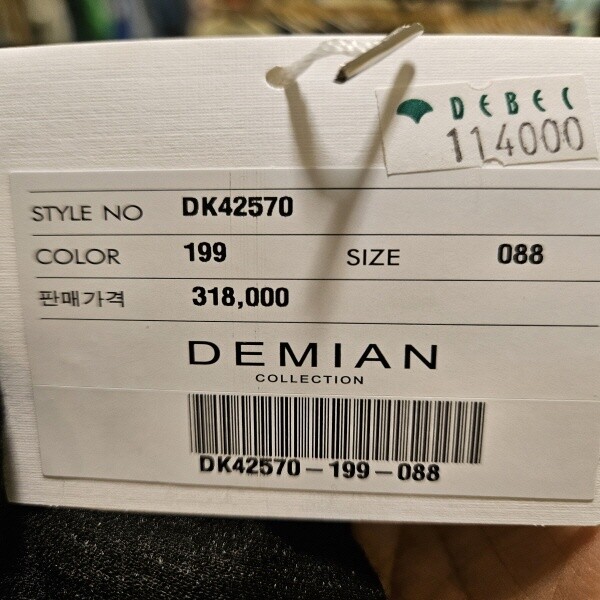 DEBEC
114000
STYLE NO DK42570
COLOR 199 SIZE 088
판매가격 318,000
DEMIAN
COLLECTION
DK42570-199-088